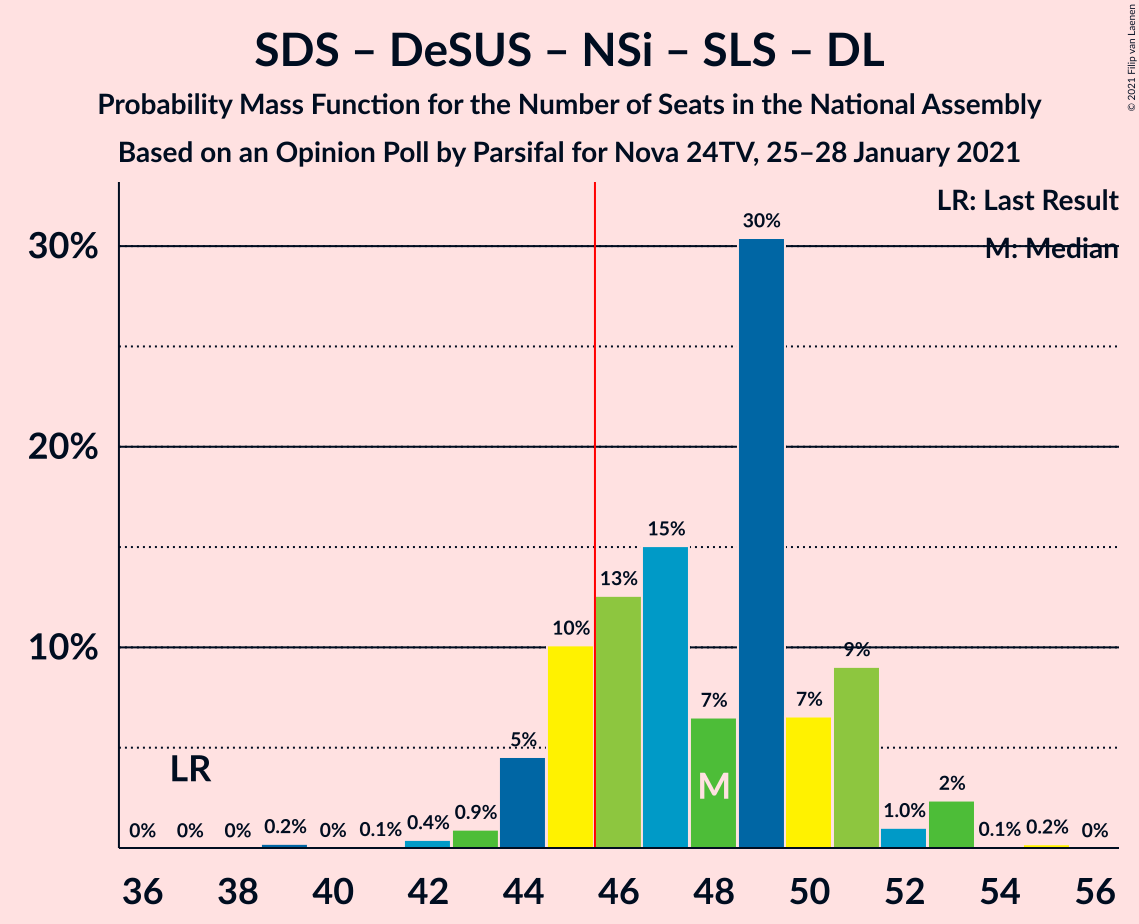 SDS – DeSUS – NSi – SLS – DL
Probability Mass Function for the Number of Seats in the National Assembly
Based on an Opinion Poll by Parsifal for Nova 24TV, 25–28 January 2021
© 2021 Filip van Laenen
LR: Last Result
M: Median
30%
20%
10%
0% 0% 0% 0.2% 0% 0.1% 0.4% 0.9% 5% 10% 13% 15% 7% 30% 7% 9% 1.0% 2% 0.1% 0.2% 0%
LR
M
36 38 40 42 44 46 48 50 52 54 56